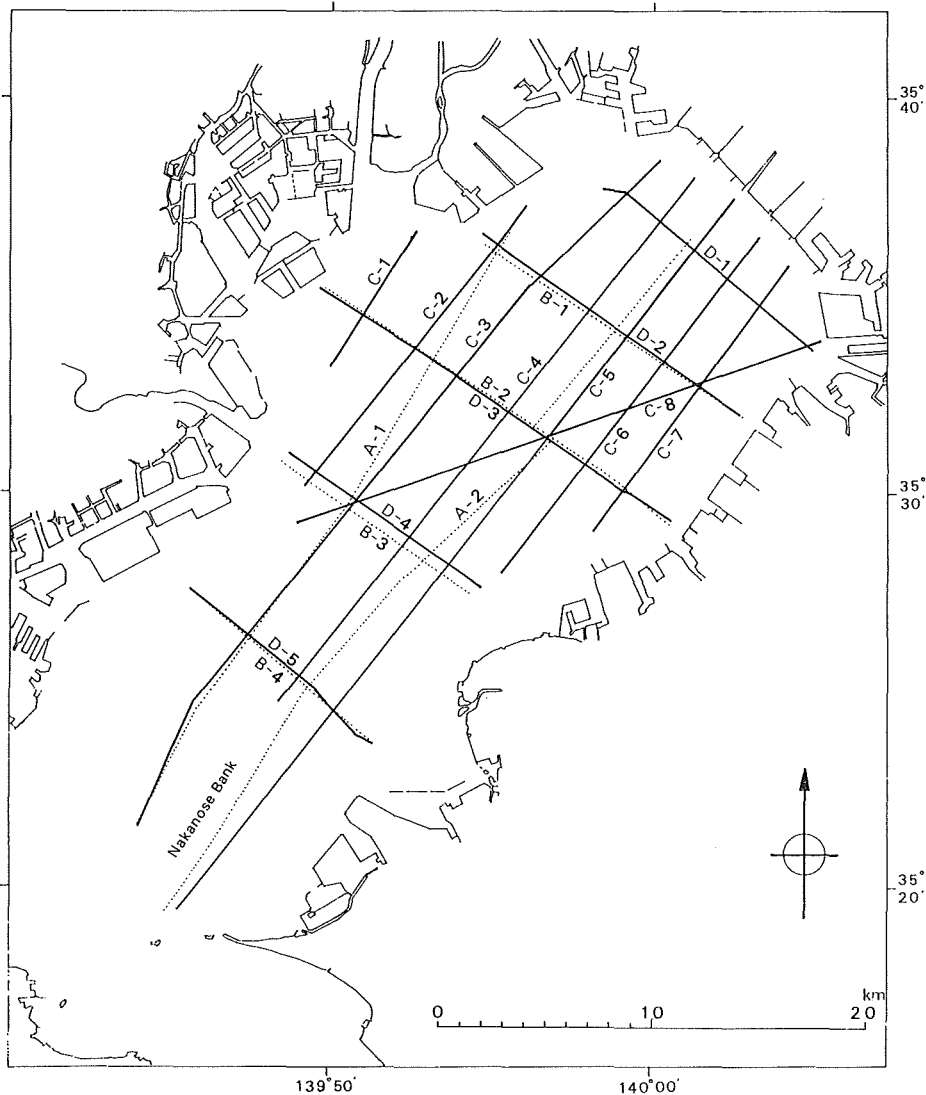 35°
40'
D-1
C-1
C-2
B-1
C-3
D-2
C-4
B-2
C-5
D-3
C-8
A-1
C-6
C-7
35°
30'
A-2
D-4
B-3
D-5
B-4
Nakanose Bank
35°
20'
km
0 10 20
139°50' 140°00'